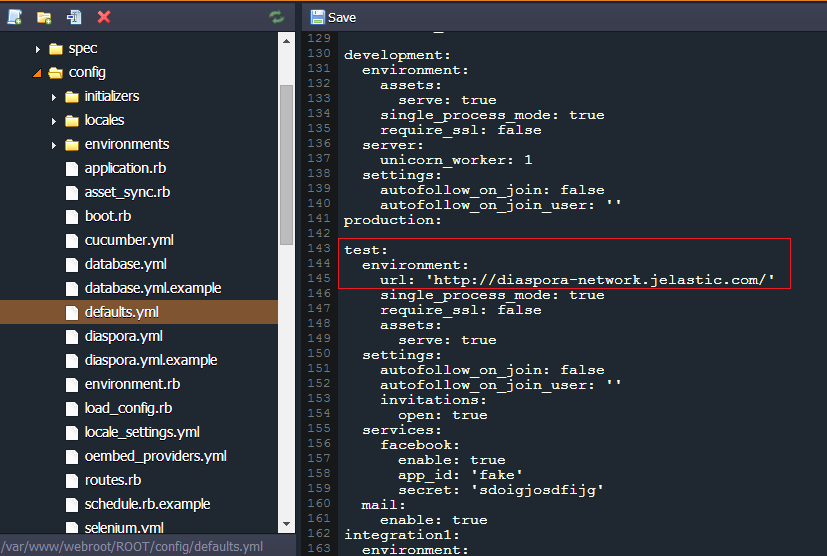 Save
spec
config
initializers
locales
environments
application.rb
asset_sync.rb
boot.rb
cucumber.yml
database.yml
database.yml.example
defaults.yml
diaspora.yml
diaspora.yml.example
environment.rb
load_config.rb
locale_settings.yml
oembed_providers.yml
routes.rb
schedule.rb.example
selenium.yml
/var/www/webroot/ROOT/config/defaults.yml
129
130 development:
131   environment:
132     assets:
133       serve: true
134     single_process_mode: true
135     require_ssl: false
136   server:
137     unicorn_worker: 1
138   settings:
139     autofollow_on_join: false
140     autofollow_on_join_user: ''
141 production:
142
143 test:
144   environment:
145     url: 'http://diaspora-network.jelastic.com/'
146     single_process_mode: true
147     require_ssl: false
148     assets:
149       serve: true
150   settings:
151     autofollow_on_join: false
152     autofollow_on_join_user: ''
153     invitations:
154       open: true
155   services:
156     facebook:
157       enable: true
158       app_id: 'fake'
159       secret: 'sdoigjosdfijg'
160   mail:
161     enable: true
162 integration1:
163   environment: